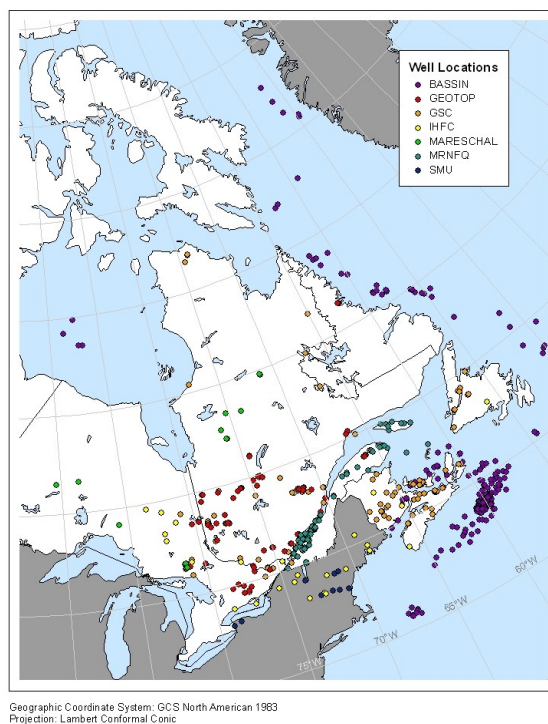 Well Locations
BASSIN
GEOTOP
GSC
IHFC
MARESCHAL
MRNFQ
SMU
60°W
65°W
70°W
75°W
Geographic Coordinate System: GCS North American 1983
Projection: Lambert Conformal Conic